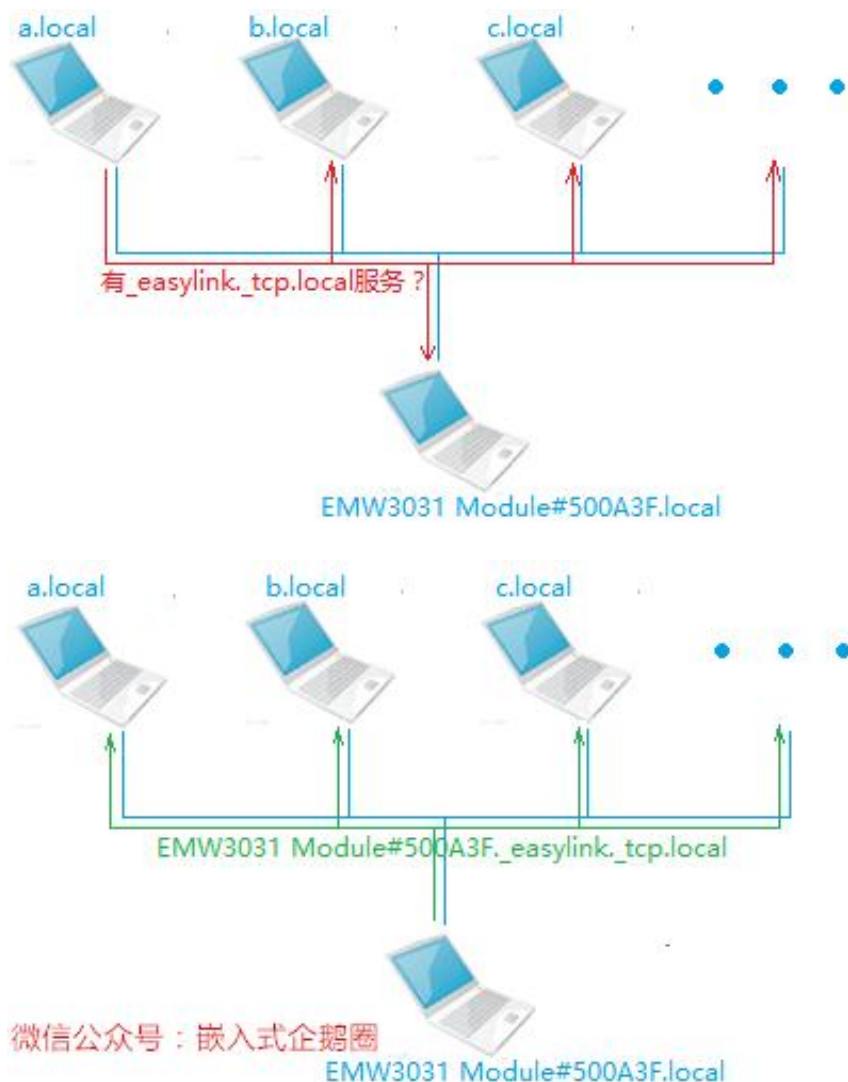 a.local
b.local
c.local
有_easylink._tcp.local服务？
EMW3031 Module#500A3F.local
a.local
b.local
c.local
EMW3031 Module#500A3F._easylink._tcp.local
微信公众号：嵌入式企鹅圈
EMW3031 Module#500A3F.local